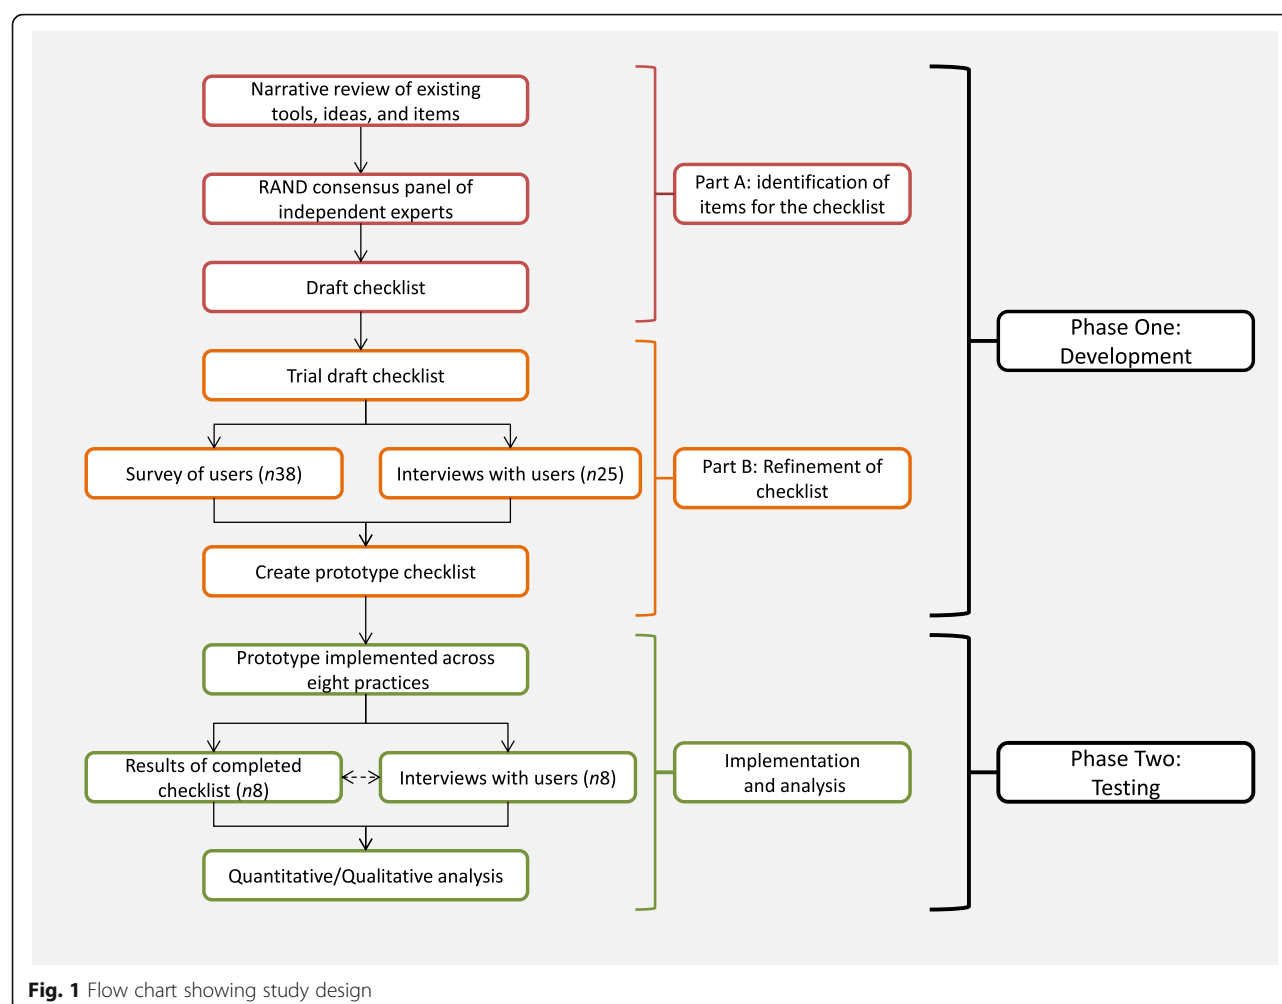 Narrative review of existing
tools, ideas, and items
RAND consensus panel of
independent experts
Part A: identification of
items for the checklist
Draft checklist
Phase One:
Development
Trial draft checklist
Survey of users (n38)
Interviews with users (n25)
Part B: Refinement of
checklist
Create prototype checklist
Prototype implemented across
eight practices
Results of completed
checklist (n8)
Interviews with users (n8)
Implementation
and analysis
Phase Two:
Testing
Quantitative/Qualitative analysis
Fig. 1 Flow chart showing study design